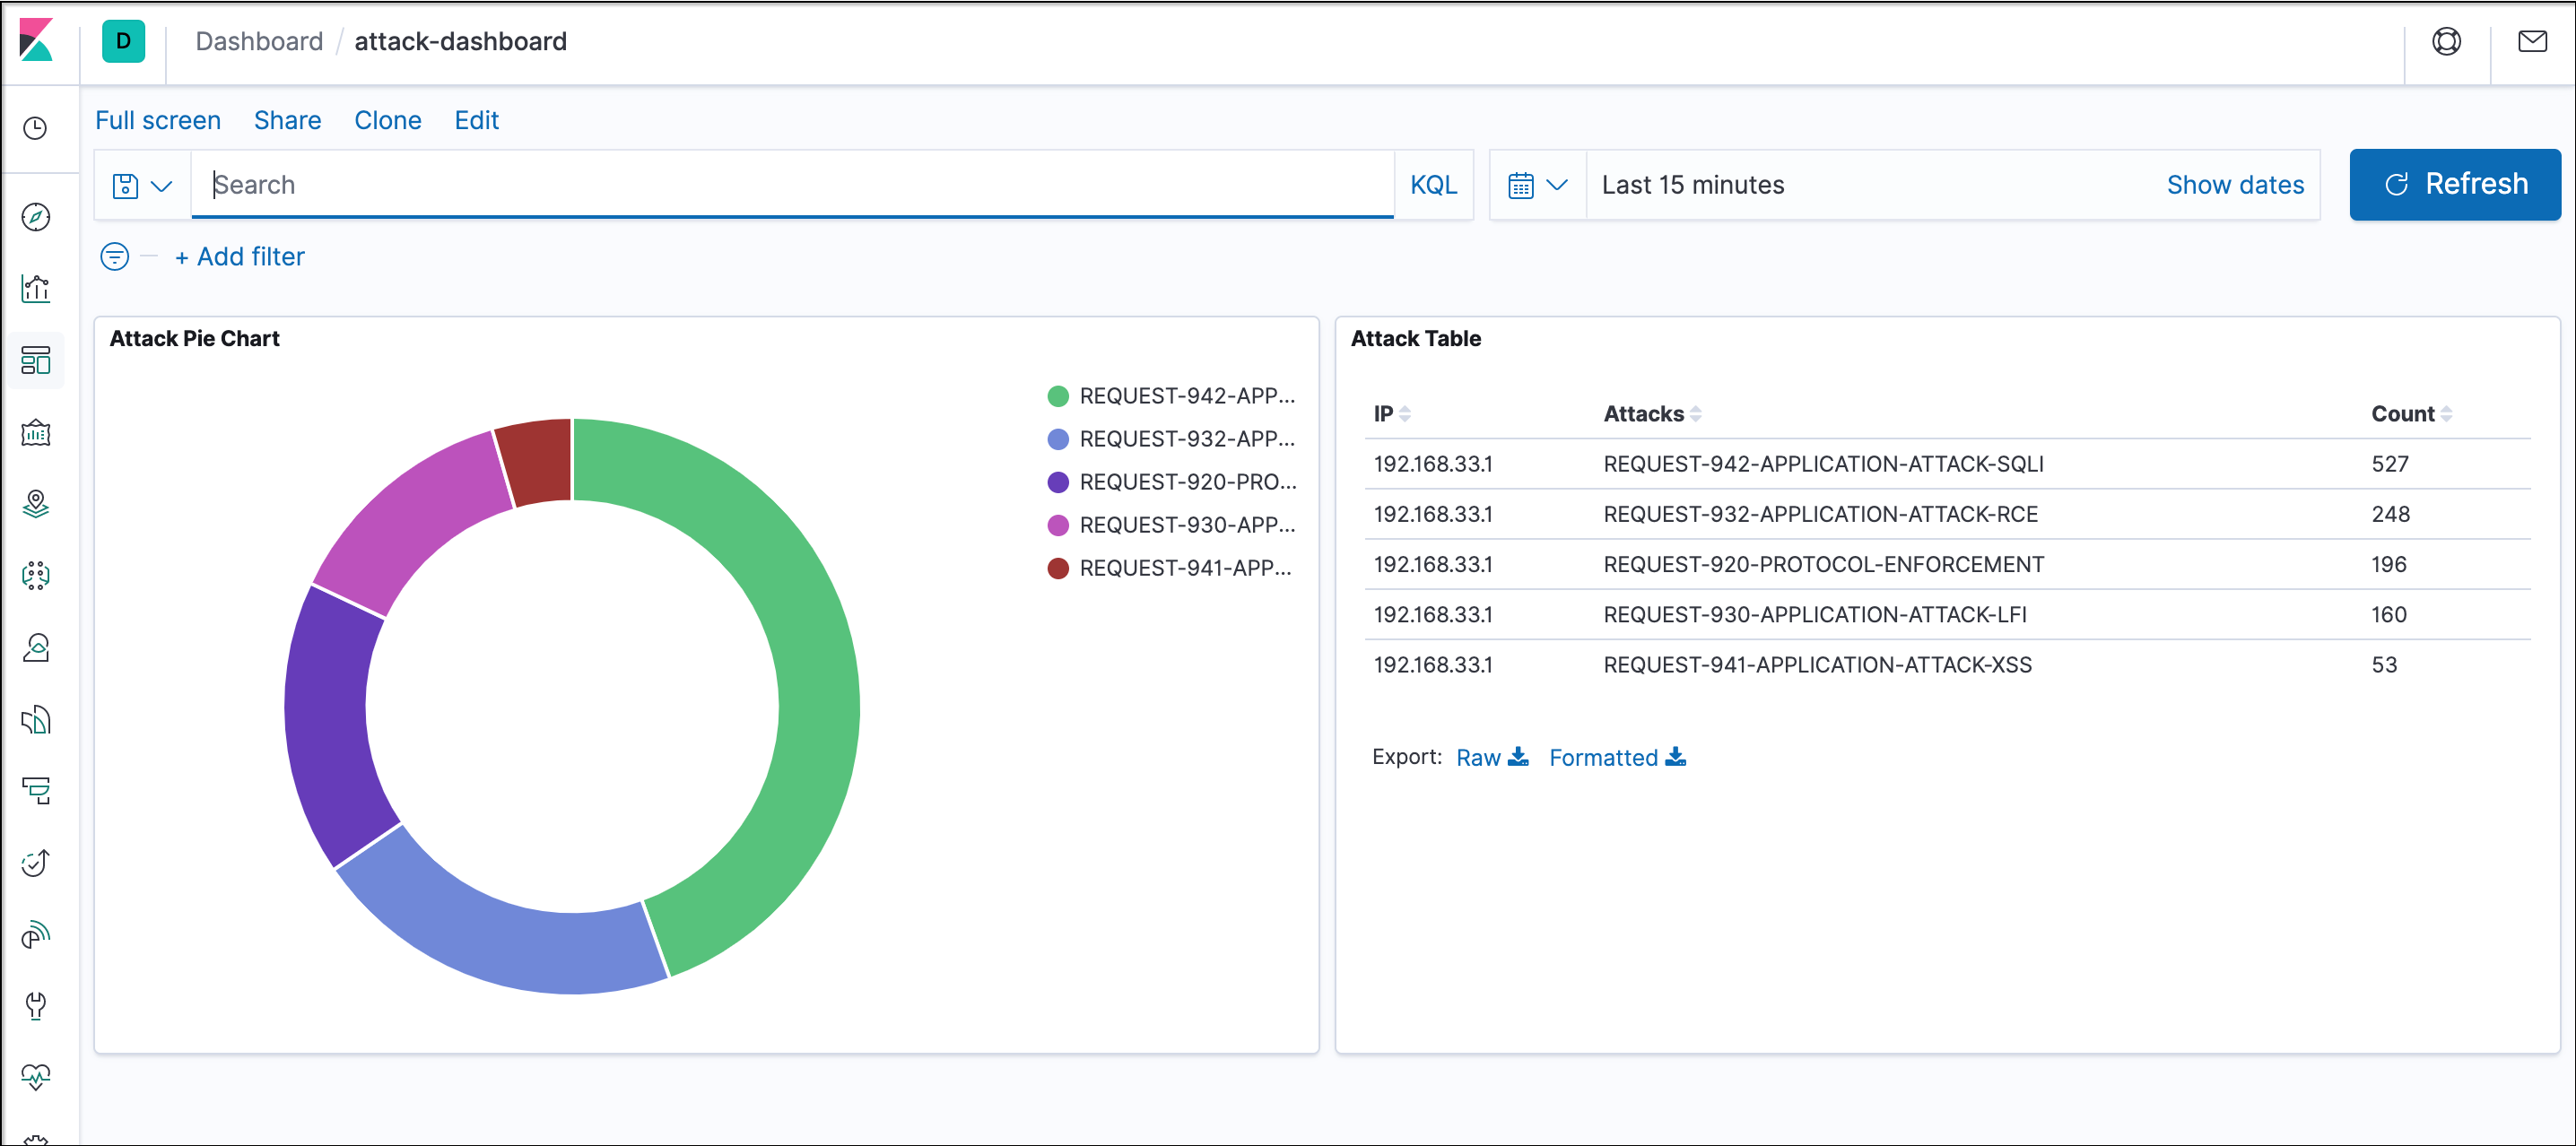 D Dashboard / attack-dashboard
Full screen Share Clone Edit
Search KQL Last 15 minutes Show dates Refresh
+ Add filter
Attack Pie Chart
REQUEST-942-APP...
REQUEST-932-APP...
REQUEST-920-PRO...
REQUEST-930-APP...
REQUEST-941-APP...
Attack Table
IP Attacks Count
192.168.33.1 REQUEST-942-APPLICATION-ATTACK-SQLI 527
192.168.33.1 REQUEST-932-APPLICATION-ATTACK-RCE 248
192.168.33.1 REQUEST-920-PROTOCOL-ENFORCEMENT 196
192.168.33.1 REQUEST-930-APPLICATION-ATTACK-LFI 160
192.168.33.1 REQUEST-941-APPLICATION-ATTACK-XSS 53
Export: Raw Formatted